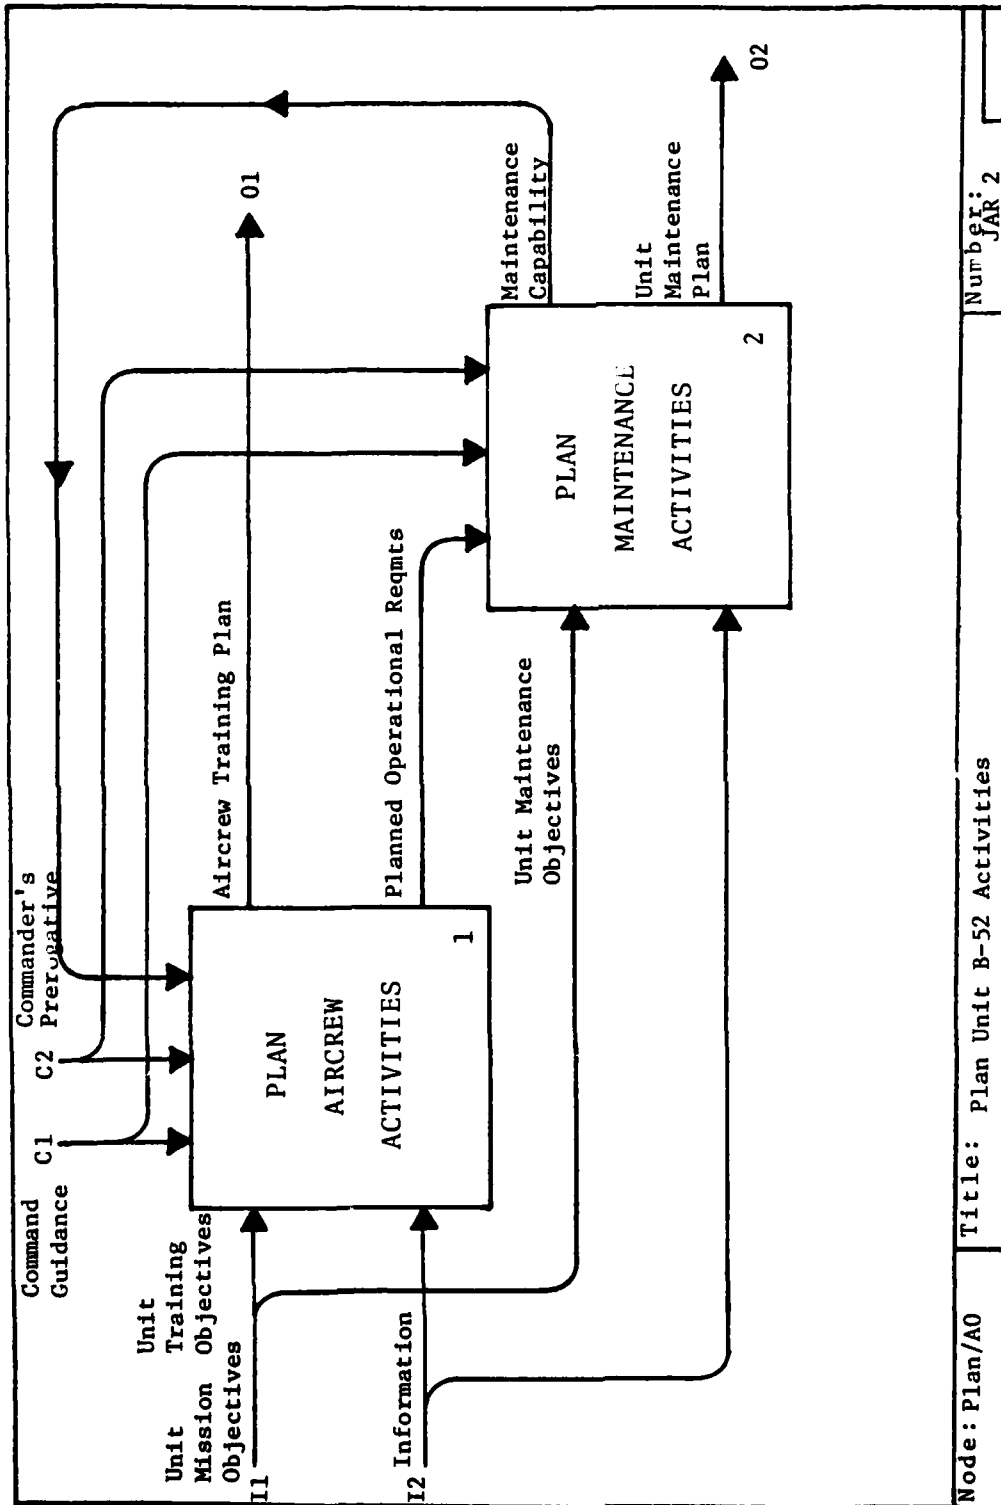 Command
Guidance
C1
C2
Commander's
Prerogative
Unit
Training
Objectives
Unit
Mission
Objectives
I1
I2
Information
PLAN
AIRCREW
ACTIVITIES
1
Aircrew Training Plan
O1
Planned Operational Reqmts
Unit Maintenance
Objectives
PLAN
MAINTENANCE
ACTIVITIES
2
Maintenance
Capability
Unit
Maintenance
Plan
O2
Node: Plan/A0
Title: Plan Unit B-52 Activities
Number:
JAR 2